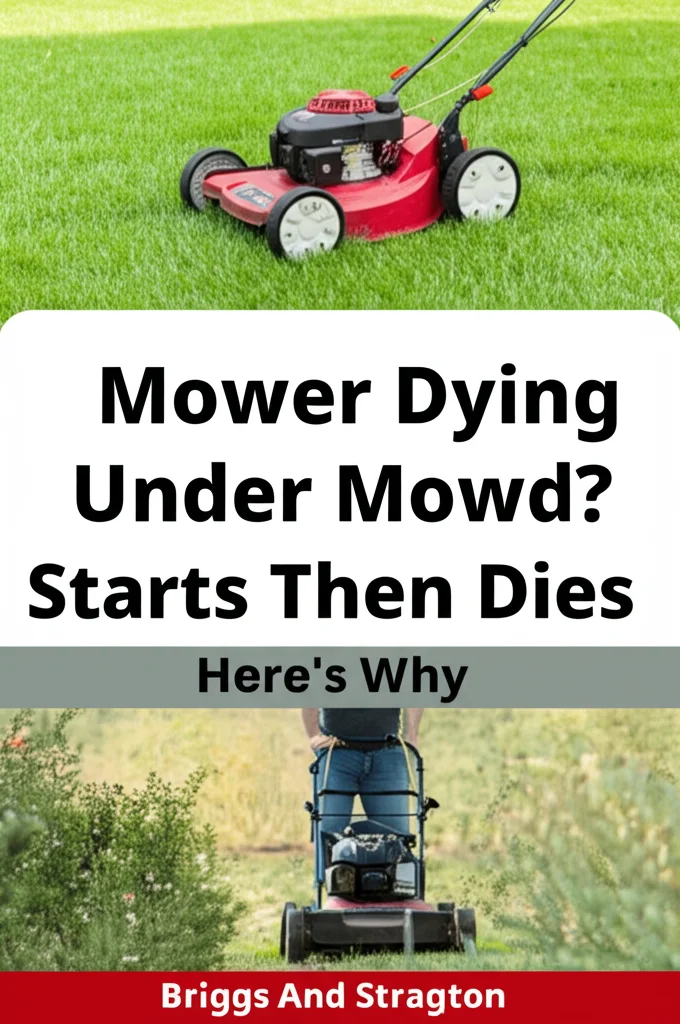 Mower Dying
Under Mowd?
Starts Then Dies
Here's Why
Briggs And Stragton